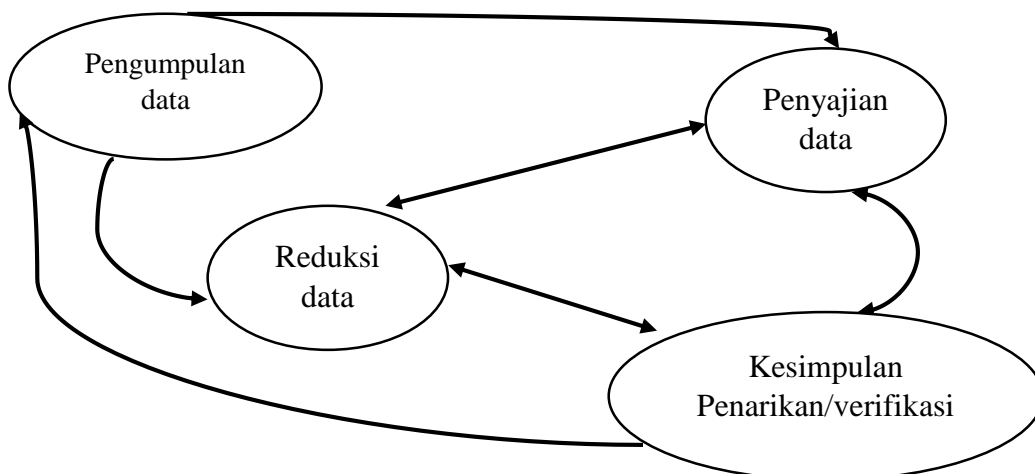 Pengumpulan
data
Penyajian
data
Reduksi
data
Kesimpulan
Penarikan/verifikasi